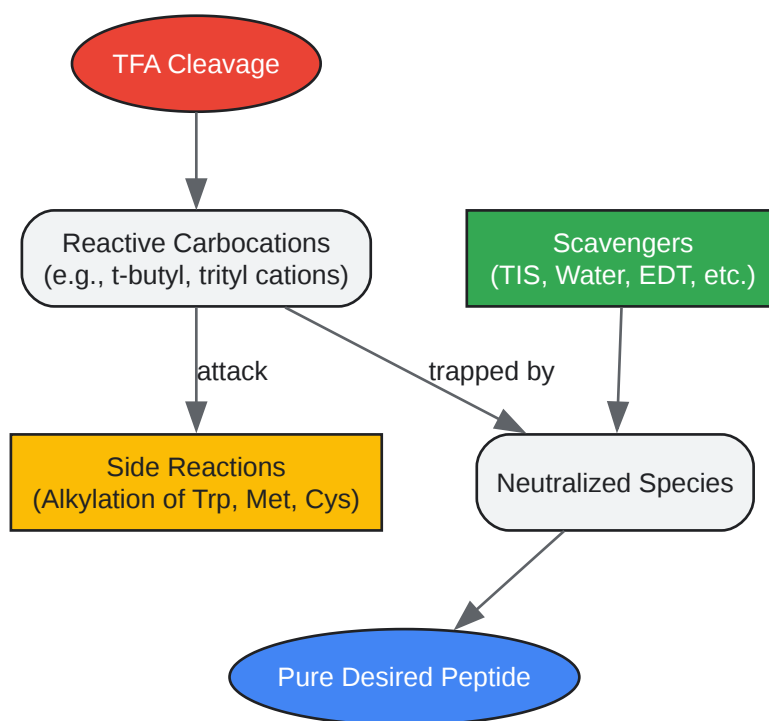 TFA Cleavage
Reactive Carbocations
(e.g., t-butyl, trityl cations)
Scavengers
(TIS, Water, EDT, etc.)
attack
trapped by
Side Reactions
(Alkylation of Trp, Met, Cys)
Neutralized Species
Pure Desired Peptide